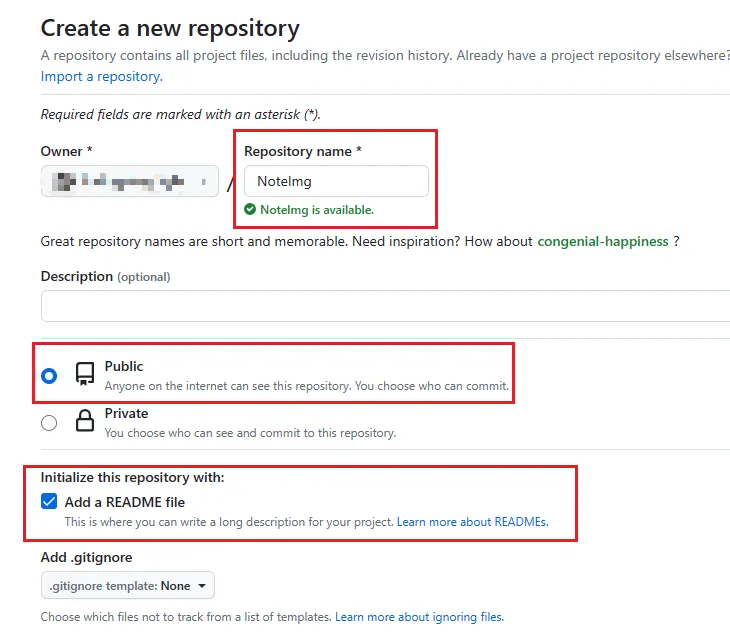 Create a new repository
A repository contains all project files, including the revision history. Already have a project repository elsewhere?
Import a repository.
Required fields are marked with an asterisk (*).
Owner *
Repository name *
/
NoteImg
NoteImg is available.
Great repository names are short and memorable. Need inspiration? How about congenial-happiness ?
Description (optional)
Public
Anyone on the internet can see this repository. You choose who can commit.
Private
You choose who can see and commit to this repository.
Initialize this repository with:
Add a README file
This is where you can write a long description for your project. Learn more about READMEs.
Add .gitignore
.gitignore template: None
Choose which files not to track from a list of templates. Learn more about ignoring files.